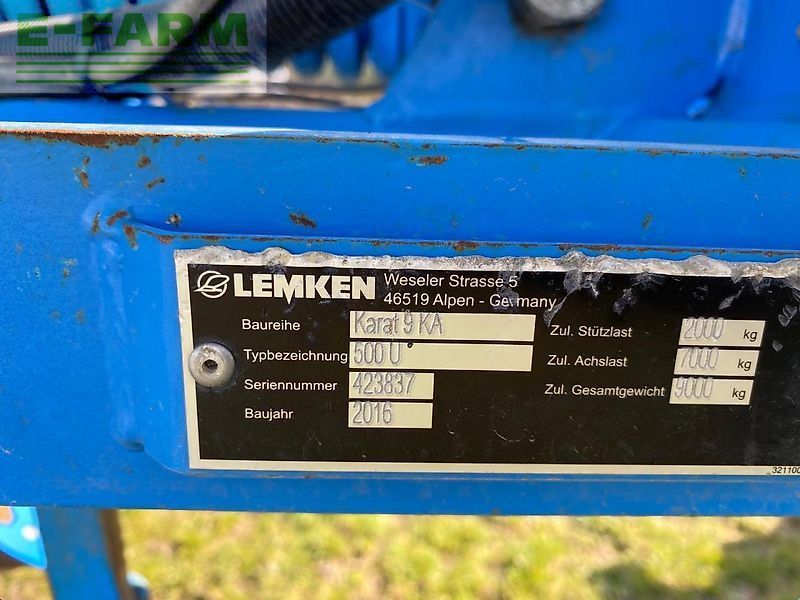 E-FARM
LEMKEN
Weseler Strasse 5
46519 Alpen - Germany
Baureihe Karat 9 KA
Typbezeichnung 500 U
Seriennummer 423837
Baujahr 2016
Zul. Stützlast 2000 kg
Zul. Achslast 7000 kg
Zul. Gesamtgewicht 9000 kg